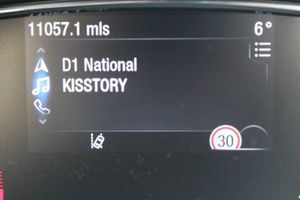 11057.1 mls 6°
D1 National
KISSTORY
30